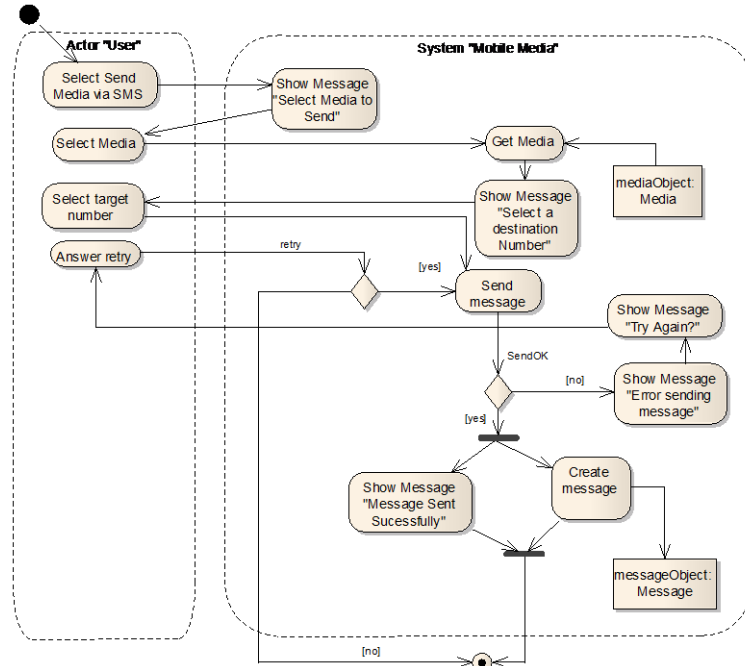 Actor "User"
System "Mobile Media"
Select Send
Media via SMS
Show Message
"Select Media to
Send"
Select Media
Get Media
mediaObject:
Media
Select target
number
Show Message
"Select a
destination
Number"
Answer retry
retry
[yes]
Send
message
Show Message
"Try Again?"
SendOK
[no]
Show Message
"Error sending
message"
[yes]
Show Message
"Message Sent
Sucessfully"
Create
message
messageObject:
Message
[no]